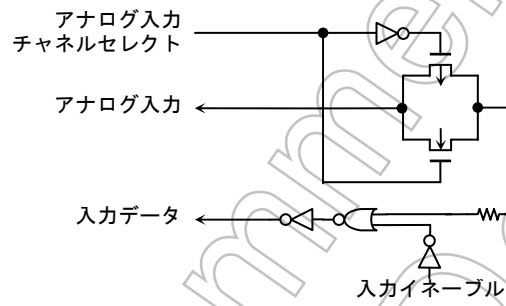 アナログ入力
チャネルセレクト
アナログ入力
入力データ
入力イネーブル